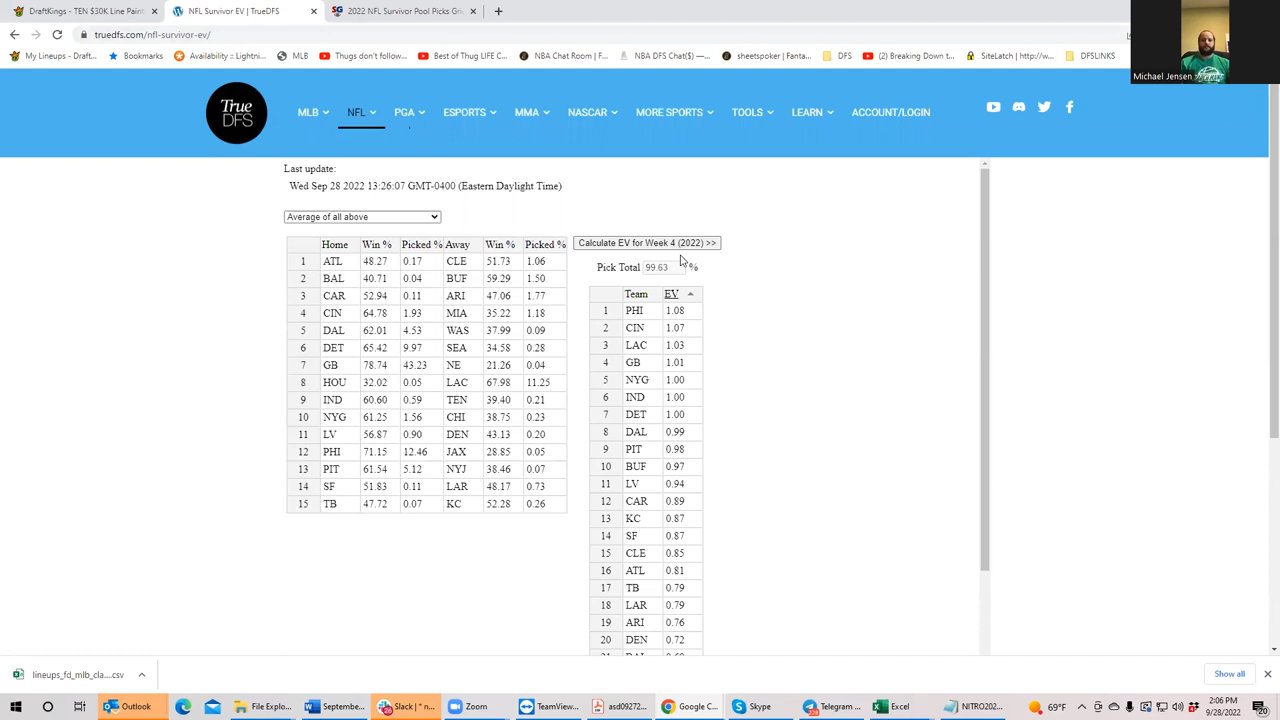 DraftKings - TEN $30K Line Paint
NFL Survivor EV | TrueDFS
2022 NFL Survivor Pool Picks Gri
truedfs.com/nfl-survivor-ev/
My Lineups - Draft
Bookmarks
Availability :: Lightni...
MLB
Thugs don't follow...
Best of Thug LIFE C...
NBA Chat Room | F...
NBA DFS Chat($)—...
sheetspoker | Fanta...
DFS
(2) Breaking Down t...
SiteLatch | http://w...
DFSLINKS
Michael Jensen
True DFS
MLB
NFL
PGA
ESPORTS
MMA
NASCAR
MORE SPORTS
TOOLS
LEARN
ACCOUNT/LOGIN
Last update:
Wed Sep 28 2022 13:26:07 GMT-0400 (Eastern Daylight Time)
Average of all above
Home Win % Picked % Away Win % Picked %
1 ATL 48.27 0.17 CLE 51.73 1.06
2 BAL 40.71 0.04 BUF 59.29 1.50
3 CAR 52.94 0.11 ARI 47.06 1.77
4 CIN 64.78 1.93 MIA 35.22 1.18
5 DAL 62.01 4.53 WAS 37.99 0.09
6 DET 65.42 9.97 SEA 34.58 0.28
7 GB 78.74 43.23 NE 21.26 0.04
8 HOU 32.02 0.05 LAC 67.98 11.25
9 IND 60.60 0.59 TEN 39.40 0.21
10 NYG 61.25 1.56 CHI 38.75 0.23
11 LV 56.87 0.90 DEN 43.13 0.20
12 PHI 71.15 12.46 JAX 28.85 0.05
13 PIT 61.54 5.12 NYJ 38.46 0.07
14 SF 51.83 0.11 LAR 48.17 0.73
15 TB 47.72 0.07 KC 52.28 0.26
Calculate EV for Week 4 (2022) >>
Pick Total 99.63 %
Team EV
1 PHI 1.08
2 CIN 1.07
3 LAC 1.03
4 GB 1.01
5 NYG 1.00
6 IND 1.00
7 DET 1.00
8 DAL 0.99
9 PIT 0.98
10 BUF 0.97
11 LV 0.94
12 CAR 0.89
13 KC 0.87
14 SF 0.87
15 CLE 0.85
16 ATL 0.81
17 TB 0.79
18 LAR 0.79
19 ARI 0.76
20 DEN 0.72
lineups_fd_mlb_cla....csv
Show all
Outlook
File Explo...
Septembe...
Slack | * n...
Zoom
TeamView...
asd09272...
Google C...
Skype
Telegram ...
Excel
NITRO202...
69°F
2:06 PM
9/28/2022